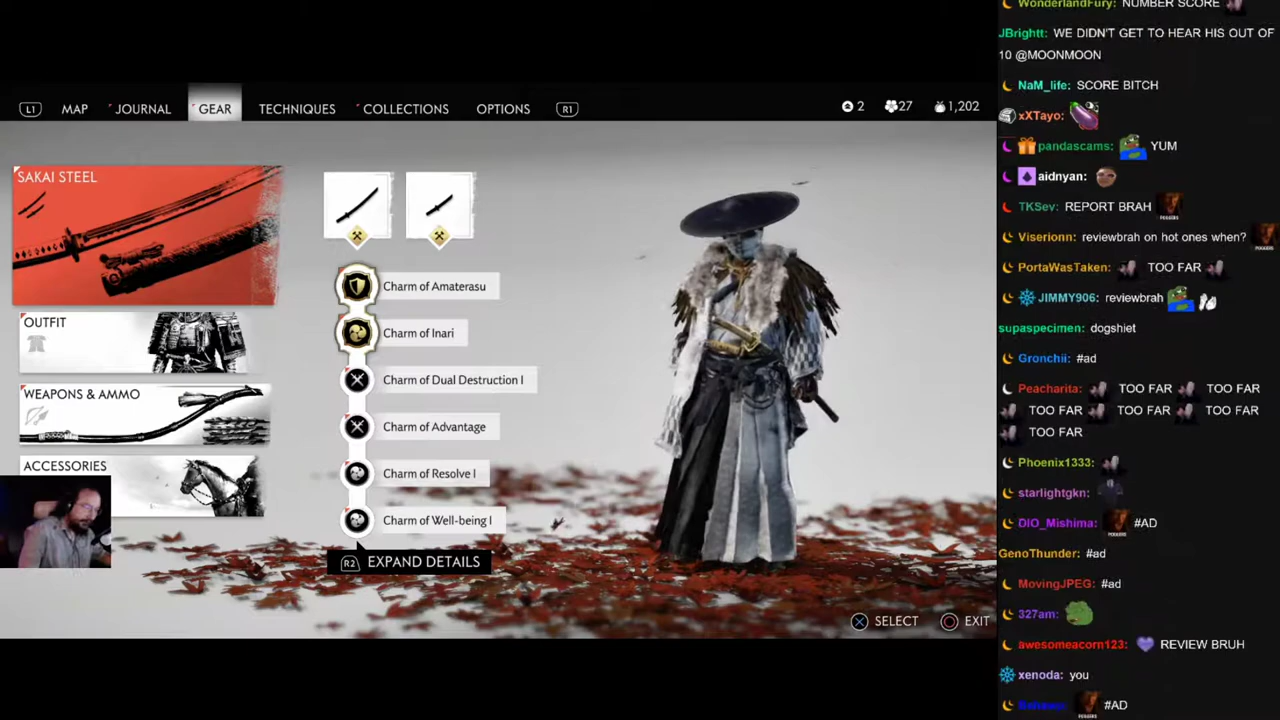 L1 MAP JOURNAL GEAR TECHNIQUES COLLECTIONS OPTIONS R1 2 27 1,202
SAKAI STEEL
OUTFIT
WEAPONS & AMMO
ACCESSORIES
Charm of Amaterasu
Charm of Inari
Charm of Dual Destruction I
Charm of Advantage
Charm of Resolve I
Charm of Well-being I
R2 EXPAND DETAILS
SELECT EXIT
WonderlandFury: NUMBER SCORE
JBrightt: WE DIDN'T GET TO HEAR HIS OUT OF
10 @MOONMOON
NaM_life: SCORE BITCH
xXTayo:
pandascams: YUM
aidnyan:
TKSev: REPORT BRAH
Viserionn: reviewbrah on hot ones when?
PortaWasTaken: TOO FAR
JIMMY906: reviewbrah
supaspecimen: dogshiet
Gronchii: #ad
Peacharita: TOO FAR TOO FAR
TOO FAR TOO FAR TOO FAR
TOO FAR
Phoenix1333:
starlightgkn:
DIO_Mishima: #AD
GenoThunder: #ad
MovingJPEG: #ad
327am:
awesomeacorn123: REVIEW BRUH
xenoda: you
#AD